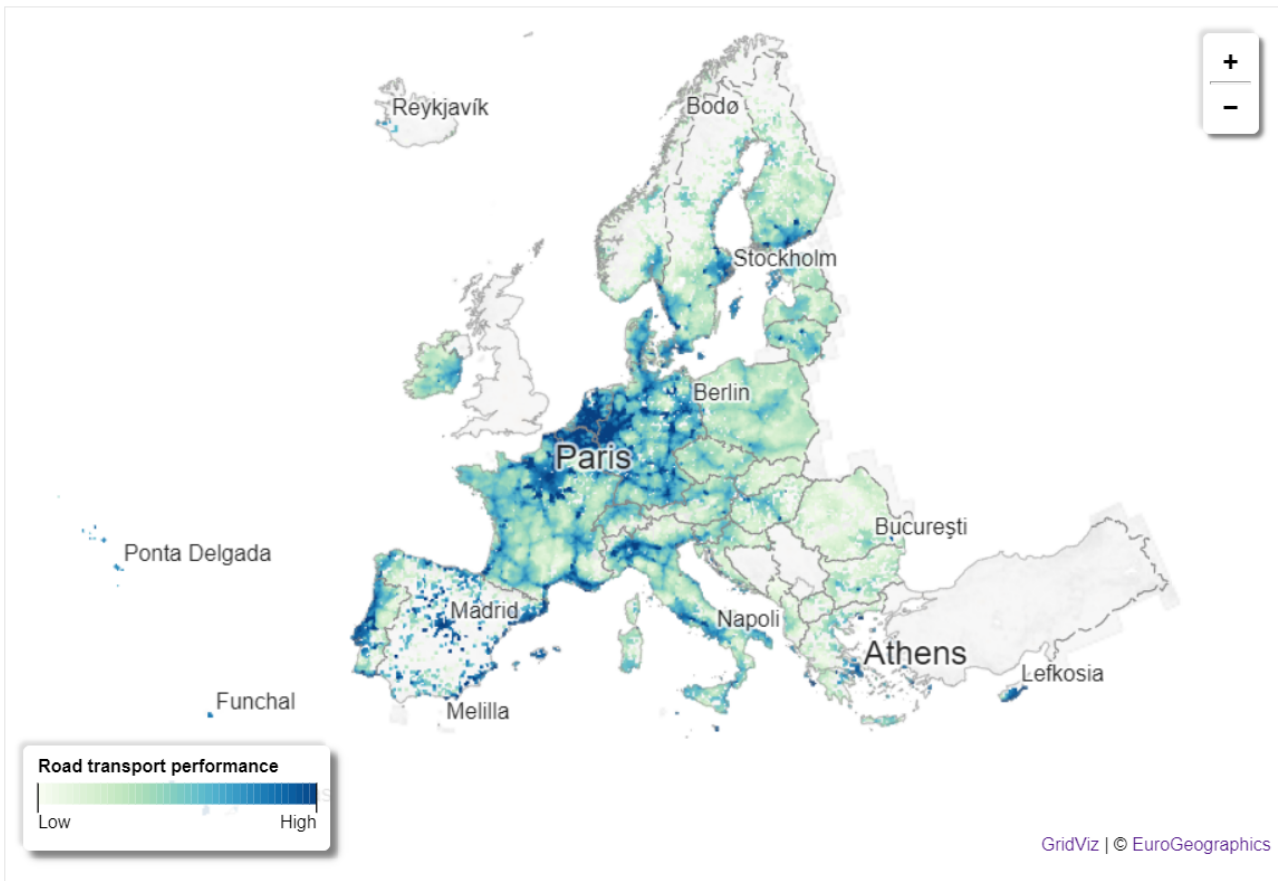 +
−
Reykjavík
Bodø
Stockholm
Berlin
Paris
Ponta Delgada
Bucureşti
Madrid
Napoli
Athens
Lefkosia
Funchal
Melilla
Road transport performance
Low
High
GridViz | © EuroGeographics